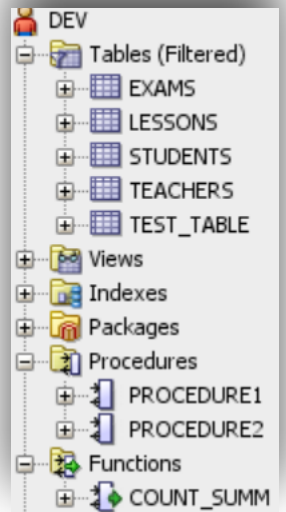 DEV
Tables (Filtered)
EXAMS
LESSONS
STUDENTS
TEACHERS
TEST_TABLE
Views
Indexes
Packages
Procedures
PROCEDURE1
PROCEDURE2
Functions
COUNT_SUMM